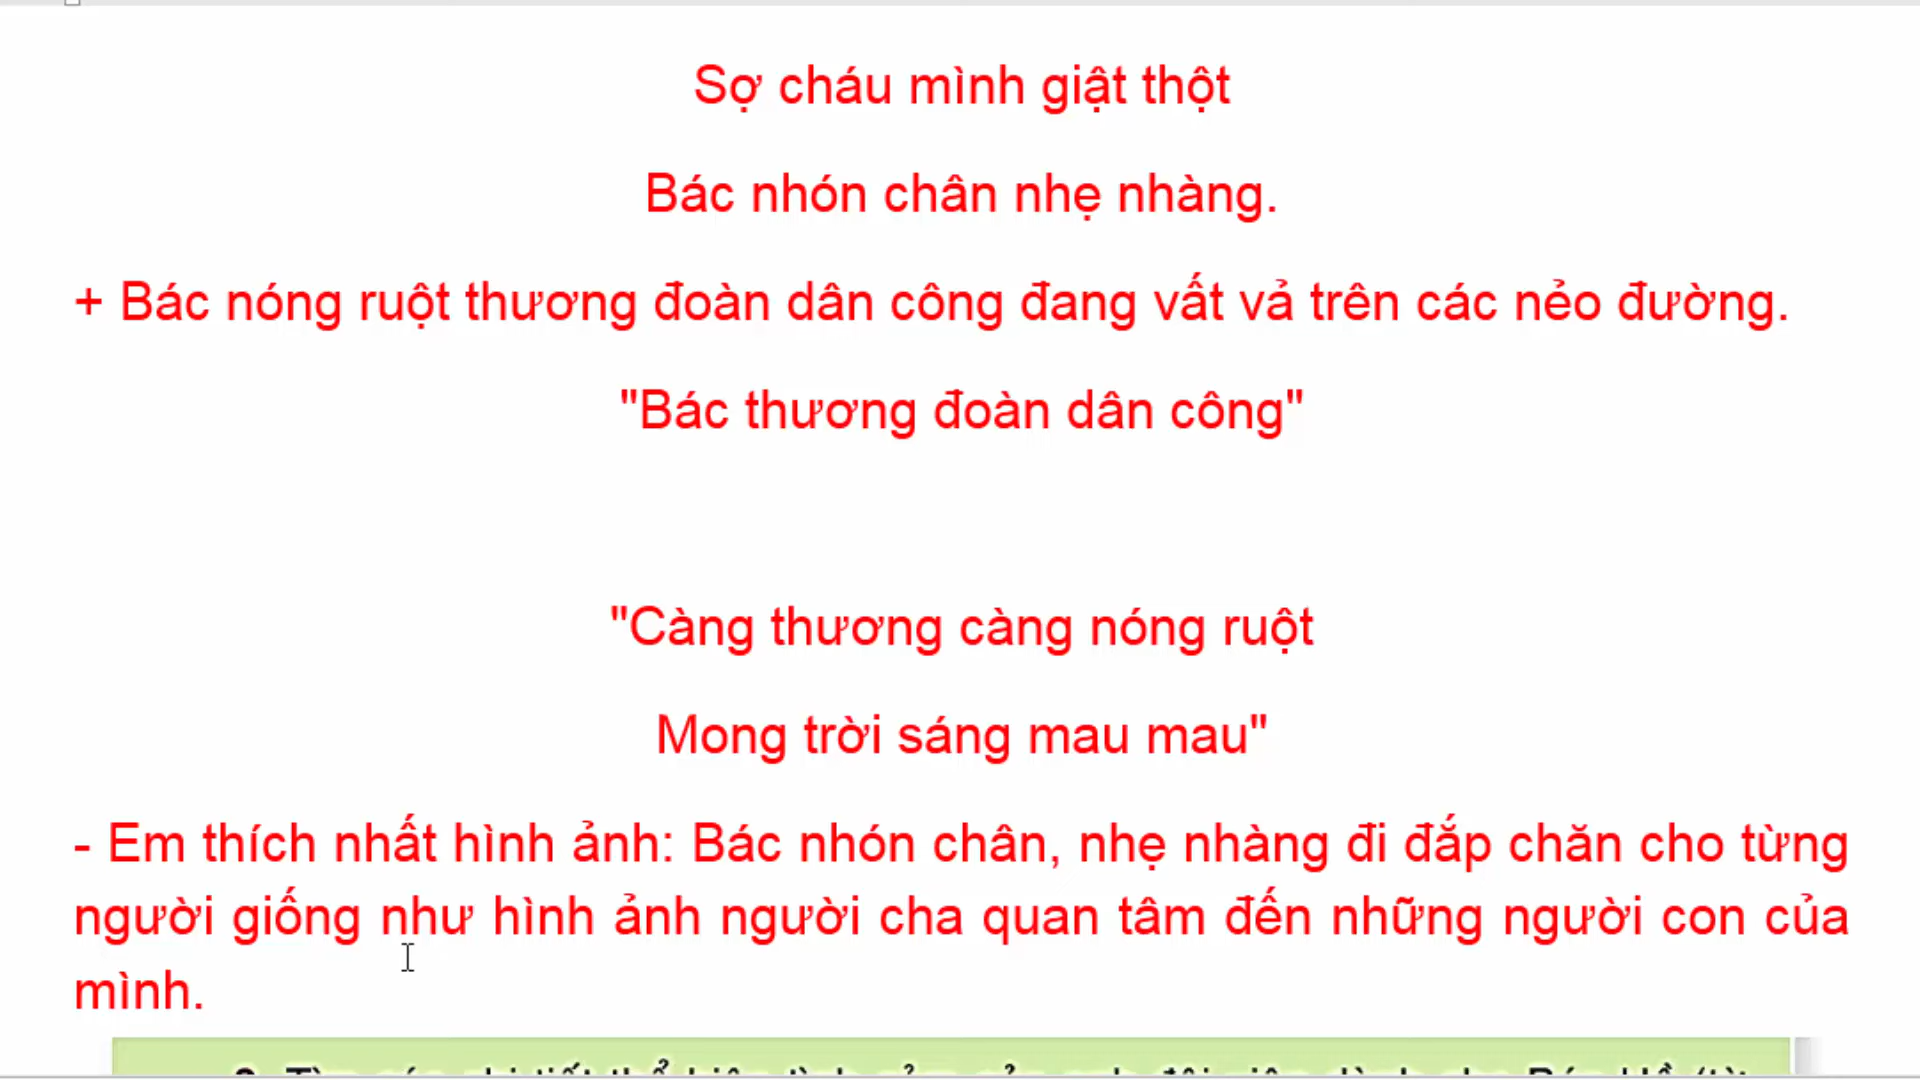 Sợ cháu mình giật thột
Bác nhón chân nhẹ nhàng.
+ Bác nóng ruột thương đoàn dân công đang vất vả trên các nẻo đường.
"Bác thương đoàn dân công"
"Càng thương càng nóng ruột
Mong trời sáng mau mau"
- Em thích nhất hình ảnh: Bác nhón chân, nhẹ nhàng đi đắp chăn cho từng
người giống như hình ảnh người cha quan tâm đến những người con của
mình.